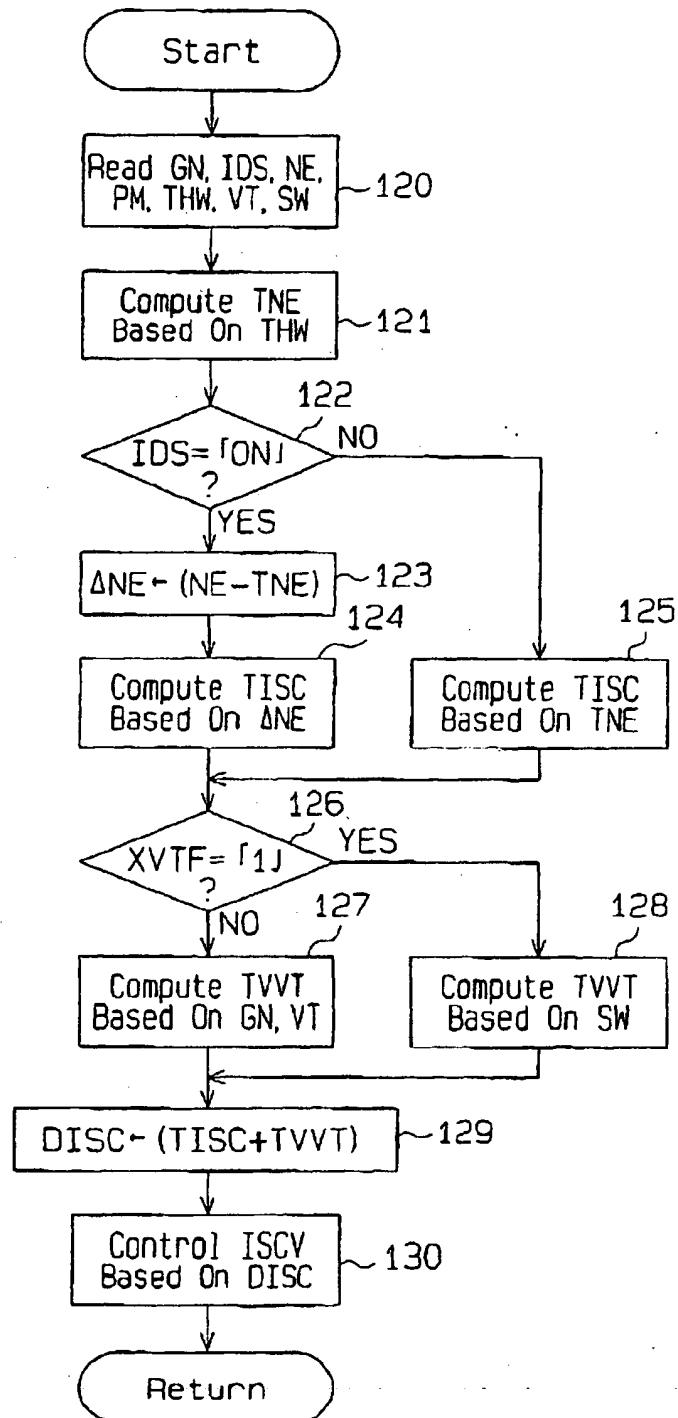 Start
Read GN, IDS, NE,
PM, THW, VT, SW
120
Compute TNE
Based On THW
121
122
IDS=「ON」
?
NO
YES
ΔNE←(NE-TNE)
123
124
Compute TISC
Based On ΔNE
125
Compute TISC
Based On TNE
126
XVTF=「1」
?
YES
NO
127
Compute TVVT
Based On GN, VT
128
Compute TVVT
Based On SW
DISC←(TISC+TVVT)
129
Control ISCV
Based On DISC
130
Return